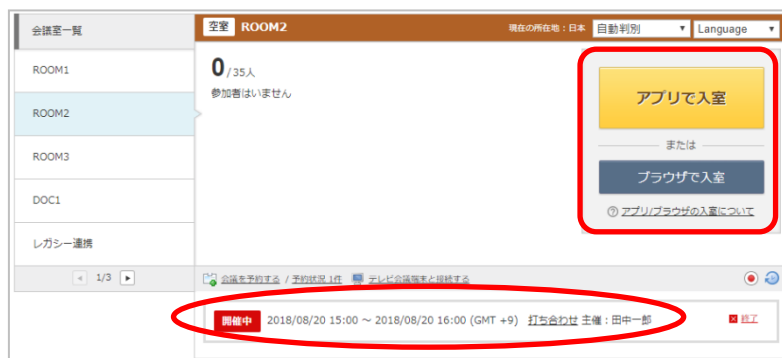 会議室一覧
空室 ROOM2
現在の所在地：日本 自動判別 ▼ Language ▼
ROOM1
ROOM2
ROOM3
DOC1
レガシー連携
1/3
0/35人
参加者はいません
アプリで入室
または
ブラウザで入室
アプリ/ブラウザの入室について
会議を予約する / 予約状況 1件 テレビ会議端末と接続する
開催中 2018/08/20 15:00 ～ 2018/08/20 16:00 (GMT +9) 打ち合わせ 主催：田中一郎 終了